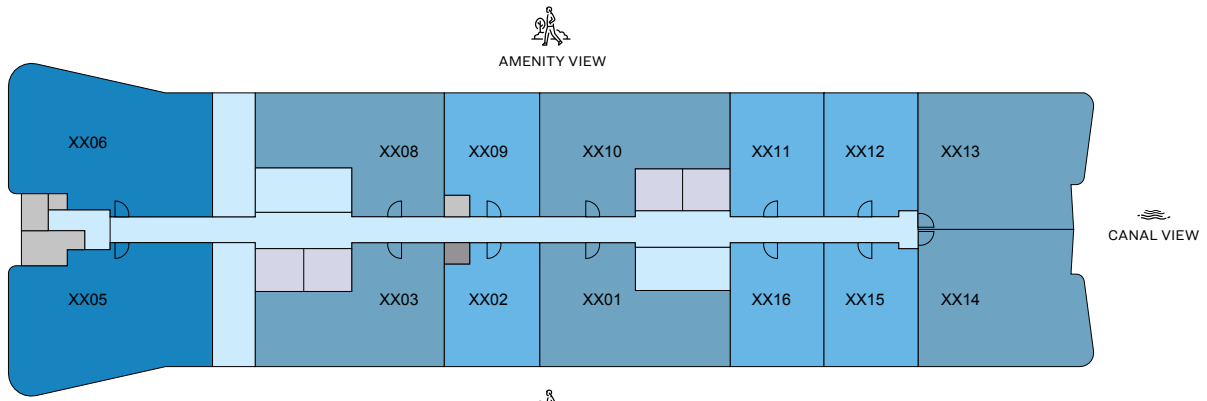 AMENITY VIEW
XX06
XX08
XX09
XX10
XX11
XX12
XX13
CANAL VIEW
XX05
XX03
XX02
XX01
XX16
XX15
XX14